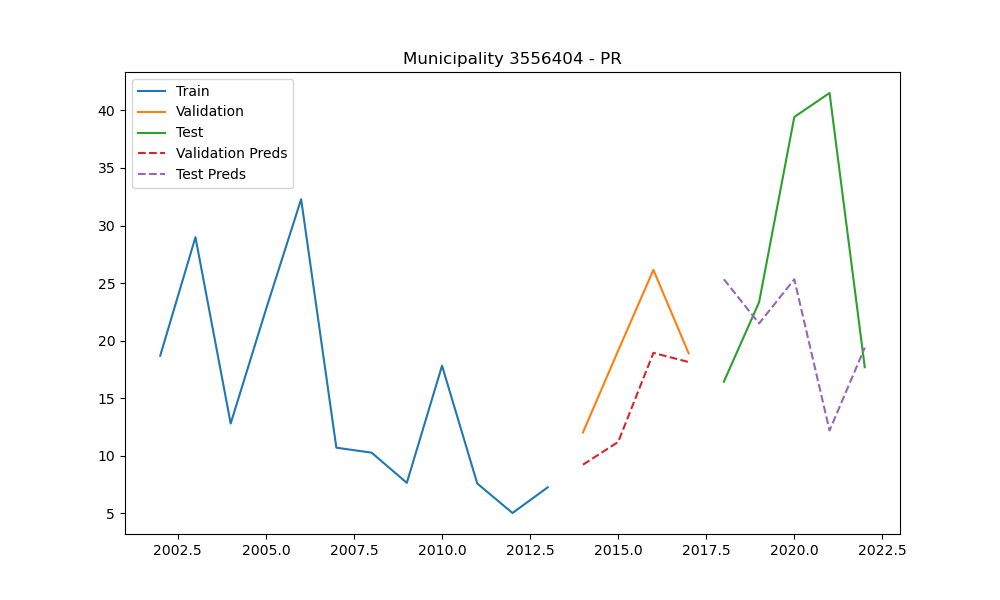 Municipality 3556404 - PR
Train
Validation
Test
Validation Preds
Test Preds
40
35
30
25
20
15
10
5
2002.5 2005.0 2007.5 2010.0 2012.5 2015.0 2017.5 2020.0 2022.5